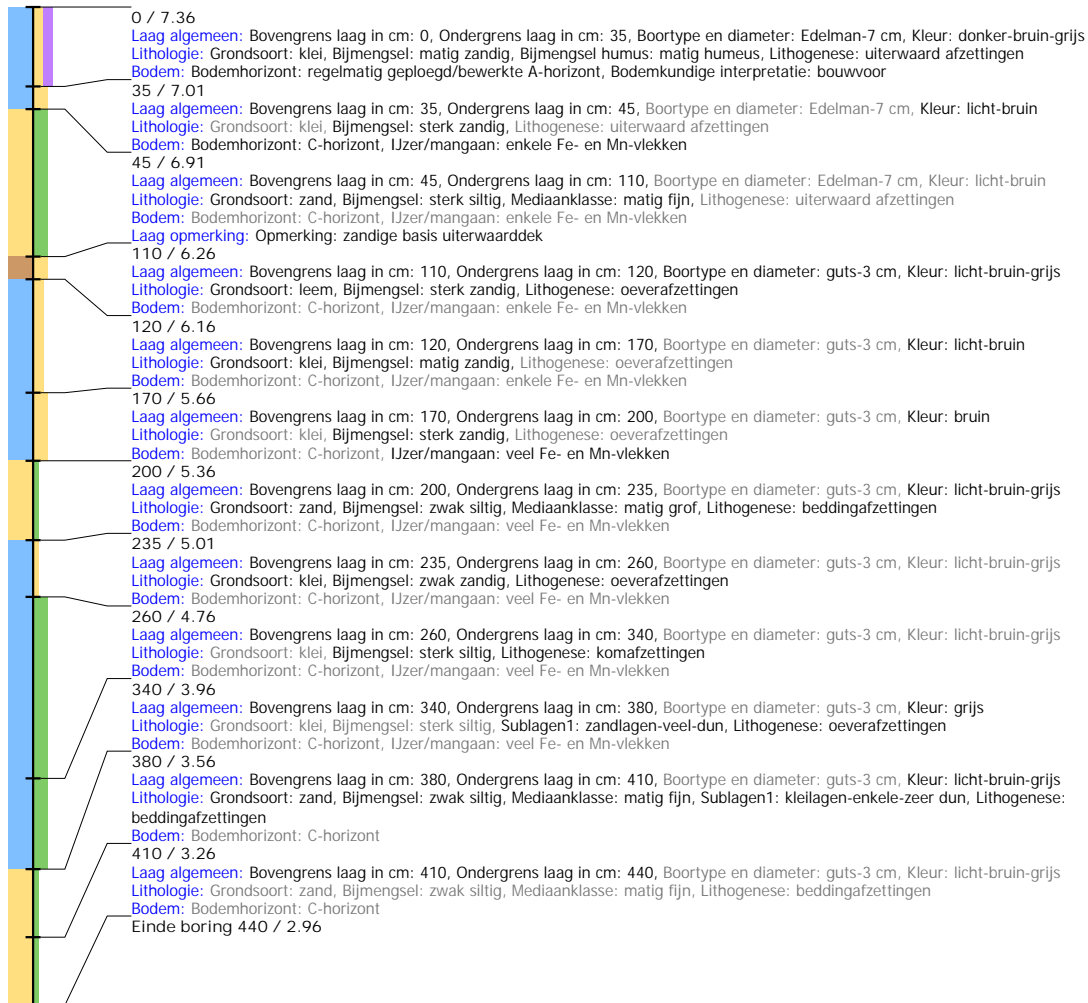 0 / 7.36
Laag algemeen: Bovengrens laag in cm: 0, Ondergrens laag in cm: 35, Boortype en diameter: Edelman-7 cm, Kleur: donker-bruin-grijs
Lithologie: Grondsoort: klei, Bijmengsel: matig zandig, Bijmengsel humus: matig humeus, Lithogenese: uiterwaard afzettingen
Bodem: Bodemhorizont: regelmatig geploegd/bewerkte A-horizont, Bodemkundige interpretatie: bouwvoor
35 / 7.01
Laag algemeen: Bovengrens laag in cm: 35, Ondergrens laag in cm: 45, Boortype en diameter: Edelman-7 cm, Kleur: licht-bruin
Lithologie: Grondsoort: klei, Bijmengsel: sterk zandig, Lithogenese: uiterwaard afzettingen
Bodem: Bodemhorizont: C-horizont, IJzer/mangaan: enkele Fe- en Mn-vlekken
45 / 6.91
Laag algemeen: Bovengrens laag in cm: 45, Ondergrens laag in cm: 110, Boortype en diameter: Edelman-7 cm, Kleur: licht-bruin
Lithologie: Grondsoort: zand, Bijmengsel: sterk siltig, Mediaanklasse: matig fijn, Lithogenese: uiterwaard afzettingen
Bodem: Bodemhorizont: C-horizont, IJzer/mangaan: enkele Fe- en Mn-vlekken
Laag opmerking: Opmerking: zandige basis uiterwaarddek
110 / 6.26
Laag algemeen: Bovengrens laag in cm: 110, Ondergrens laag in cm: 120, Boortype en diameter: guts-3 cm, Kleur: licht-bruin-grijs
Lithologie: Grondsoort: leem, Bijmengsel: sterk zandig, Lithogenese: oeverafzettingen
Bodem: Bodemhorizont: C-horizont, IJzer/mangaan: enkele Fe- en Mn-vlekken
120 / 6.16
Laag algemeen: Bovengrens laag in cm: 120, Ondergrens laag in cm: 170, Boortype en diameter: guts-3 cm, Kleur: licht-bruin
Lithologie: Grondsoort: klei, Bijmengsel: matig zandig, Lithogenese: oeverafzettingen
Bodem: Bodemhorizont: C-horizont, IJzer/mangaan: enkele Fe- en Mn-vlekken
170 / 5.66
Laag algemeen: Bovengrens laag in cm: 170, Ondergrens laag in cm: 200, Boortype en diameter: guts-3 cm, Kleur: bruin
Lithologie: Grondsoort: klei, Bijmengsel: sterk zandig, Lithogenese: oeverafzettingen
Bodem: Bodemhorizont: C-horizont, IJzer/mangaan: veel Fe- en Mn-vlekken
200 / 5.36
Laag algemeen: Bovengrens laag in cm: 200, Ondergrens laag in cm: 235, Boortype en diameter: guts-3 cm, Kleur: licht-bruin-grijs
Lithologie: Grondsoort: zand, Bijmengsel: zwak siltig, Mediaanklasse: matig grof, Lithogenese: beddingafzettingen
Bodem: Bodemhorizont: C-horizont, IJzer/mangaan: veel Fe- en Mn-vlekken
235 / 5.01
Laag algemeen: Bovengrens laag in cm: 235, Ondergrens laag in cm: 260, Boortype en diameter: guts-3 cm, Kleur: licht-bruin-grijs
Lithologie: Grondsoort: klei, Bijmengsel: zwak zandig, Lithogenese: oeverafzettingen
Bodem: Bodemhorizont: C-horizont, IJzer/mangaan: veel Fe- en Mn-vlekken
260 / 4.76
Laag algemeen: Bovengrens laag in cm: 260, Ondergrens laag in cm: 340, Boortype en diameter: guts-3 cm, Kleur: licht-bruin-grijs
Lithologie: Grondsoort: klei, Bijmengsel: sterk siltig, Lithogenese: komafzettingen
Bodem: Bodemhorizont: C-horizont, IJzer/mangaan: veel Fe- en Mn-vlekken
340 / 3.96
Laag algemeen: Bovengrens laag in cm: 340, Ondergrens laag in cm: 380, Boortype en diameter: guts-3 cm, Kleur: grijs
Lithologie: Grondsoort: klei, Bijmengsel: sterk siltig, Sublagen1: zandlagen-veel-dun, Lithogenese: oeverafzettingen
Bodem: Bodemhorizont: C-horizont, IJzer/mangaan: veel Fe- en Mn-vlekken
380 / 3.56
Laag algemeen: Bovengrens laag in cm: 380, Ondergrens laag in cm: 410, Boortype en diameter: guts-3 cm, Kleur: licht-bruin-grijs
Lithologie: Grondsoort: zand, Bijmengsel: zwak siltig, Mediaanklasse: matig fijn, Sublagen1: kleilagen-enkele-zeer dun, Lithogenese:
beddingafzettingen
Bodem: Bodemhorizont: C-horizont
410 / 3.26
Laag algemeen: Bovengrens laag in cm: 410, Ondergrens laag in cm: 440, Boortype en diameter: guts-3 cm, Kleur: licht-bruin-grijs
Lithologie: Grondsoort: zand, Bijmengsel: zwak siltig, Mediaanklasse: matig fijn, Lithogenese: beddingafzettingen
Bodem: Bodemhorizont: C-horizont
Einde boring 440 / 2.96